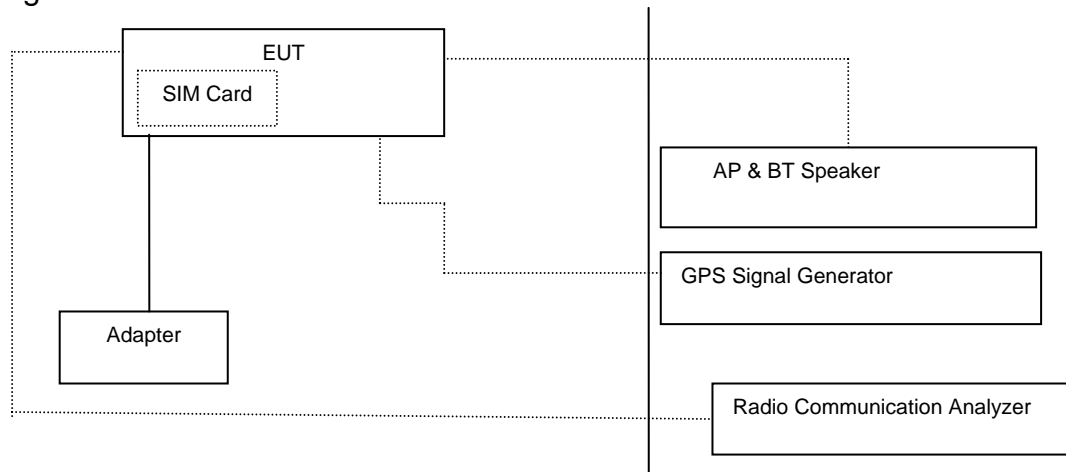 EUT
SIM Card
AP & BT Speaker
GPS Signal Generator
Adapter
Radio Communication Analyzer